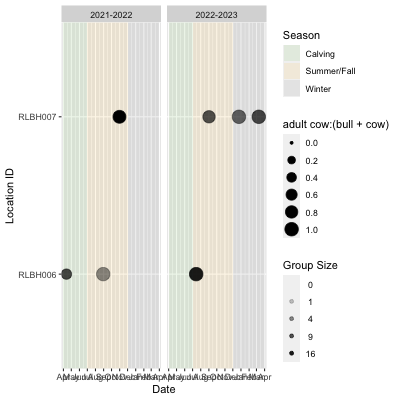 2021-2022
2022-2023
RLBH007
RLBH006
Location ID
Date
Season
Calving
Summer/Fall
Winter
adult cow:(bull + cow)
0.0
0.2
0.4
0.6
0.8
1.0
Group Size
0
1
4
9
16